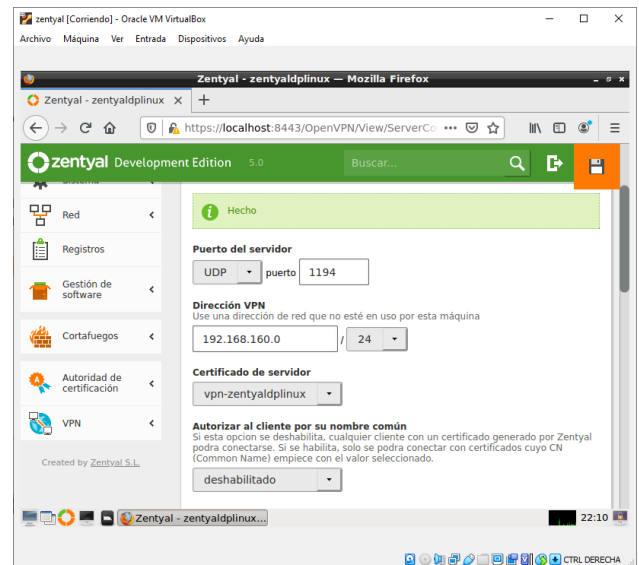 zentyal [Corriendo] - Oracle VM VirtualBox
Archivo Máquina Ver Entrada Dispositivos Ayuda
Zentyal - zentyaldplinux — Mozilla Firefox
Zentyal - zentyaldplinux
https://localhost:8443/OpenVPN/View/ServerCo
zentyal Development Edition 5.0
Buscar...
Sistema
Red
Registros
Gestión de
software
Cortafuegos
Autoridad de
certificación
VPN
Created by Zentyal S.L.
Hecho
Puerto del servidor
UDP puerto 1194
Dirección VPN
Use una dirección de red que no esté en uso por esta máquina
192.168.160.0 / 24
Certificado de servidor
vpn-zentyaldplinux
Autorizar al cliente por su nombre común
Si esta opcion se deshabilita, cualquier cliente con un certificado generado por Zentyal
podra conectarse. Si se habilita, solo se podra conectar con certificados cuyo CN
(Common Name) empiece con el valor seleccionado.
deshabilitado
Zentyal - zentyaldplinux...
22:10
CTRL DERECHA